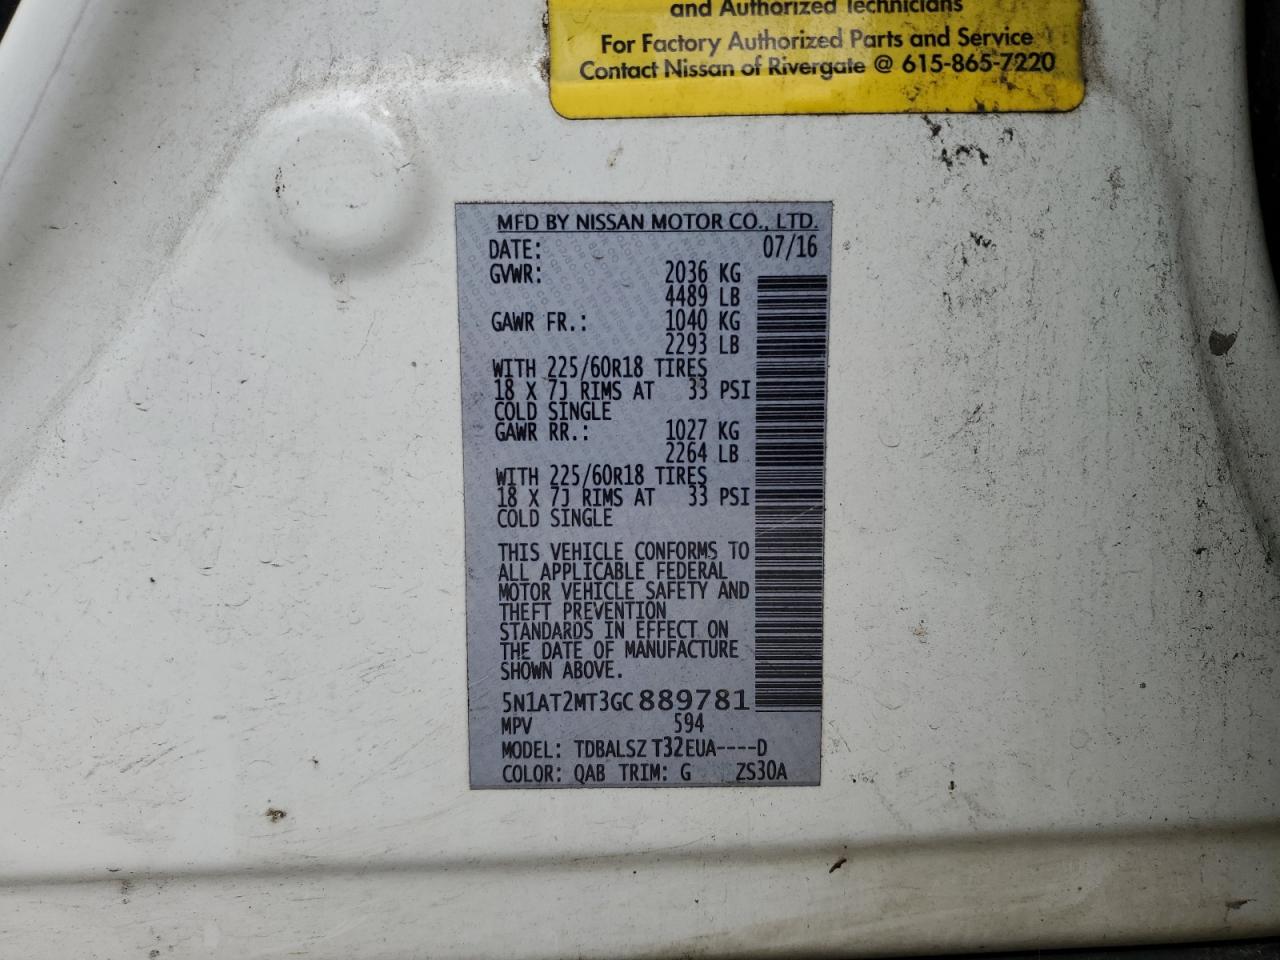 and Authorized Technicians
For Factory Authorized Parts and Service
Contact Nissan of Rivergate @ 615-865-7220
MFD BY NISSAN MOTOR CO., LTD.
DATE: 07/16
GVWR: 2036 KG
4489 LB
GAWR FR.: 1040 KG
2293 LB
WITH 225/60R18 TIRES
18 X 7J RIMS AT 33 PSI
COLD SINGLE
GAWR RR.: 1027 KG
2264 LB
WITH 225/60R18 TIRES
18 X 7J RIMS AT 33 PSI
COLD SINGLE
THIS VEHICLE CONFORMS TO
ALL APPLICABLE FEDERAL
MOTOR VEHICLE SAFETY AND
THEFT PREVENTION
STANDARDS IN EFFECT ON
THE DATE OF MANUFACTURE
SHOWN ABOVE.
5N1AT2MT3GC889781
MPV 594
MODEL: TDBALSZ T32EUA----D
COLOR: QAB TRIM: G ZS30A